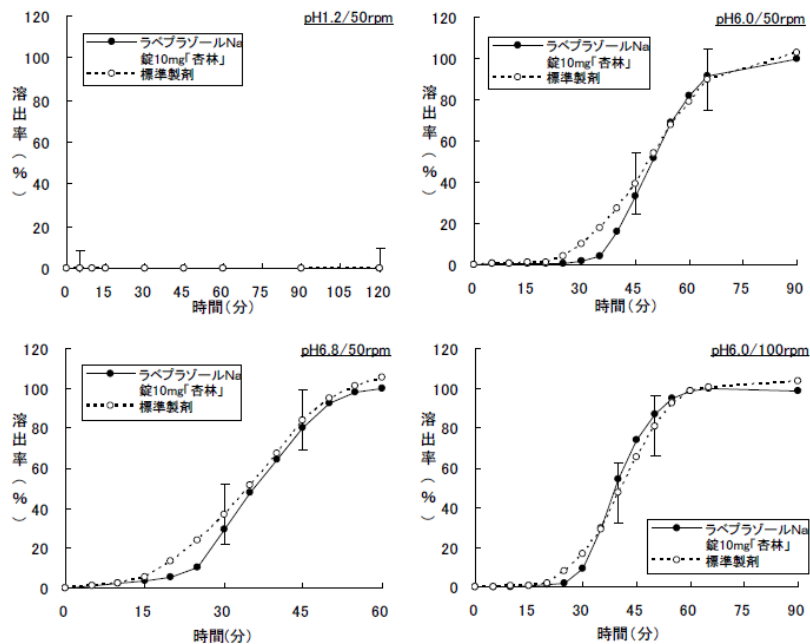 pH1.2/50rpm
120
100
80
60
40
20
0
溶出率(%)
ラベプラゾールNa
錠10mg「杏林」
標準製剤
0 15 30 45 60 75 90 105 120
時間(分)
pH6.0/50rpm
120
100
80
60
40
20
0
溶出率(%)
ラベプラゾールNa
錠10mg「杏林」
標準製剤
0 15 30 45 60 75 90
時間(分)
pH6.8/50rpm
120
100
80
60
40
20
0
溶出率(%)
ラベプラゾールNa
錠10mg「杏林」
標準製剤
0 15 30 45 60
時間(分)
pH6.0/100rpm
120
100
80
60
40
20
0
溶出率(%)
ラベプラゾールNa
錠10mg「杏林」
標準製剤
0 15 30 45 60 75 90
時間(分)